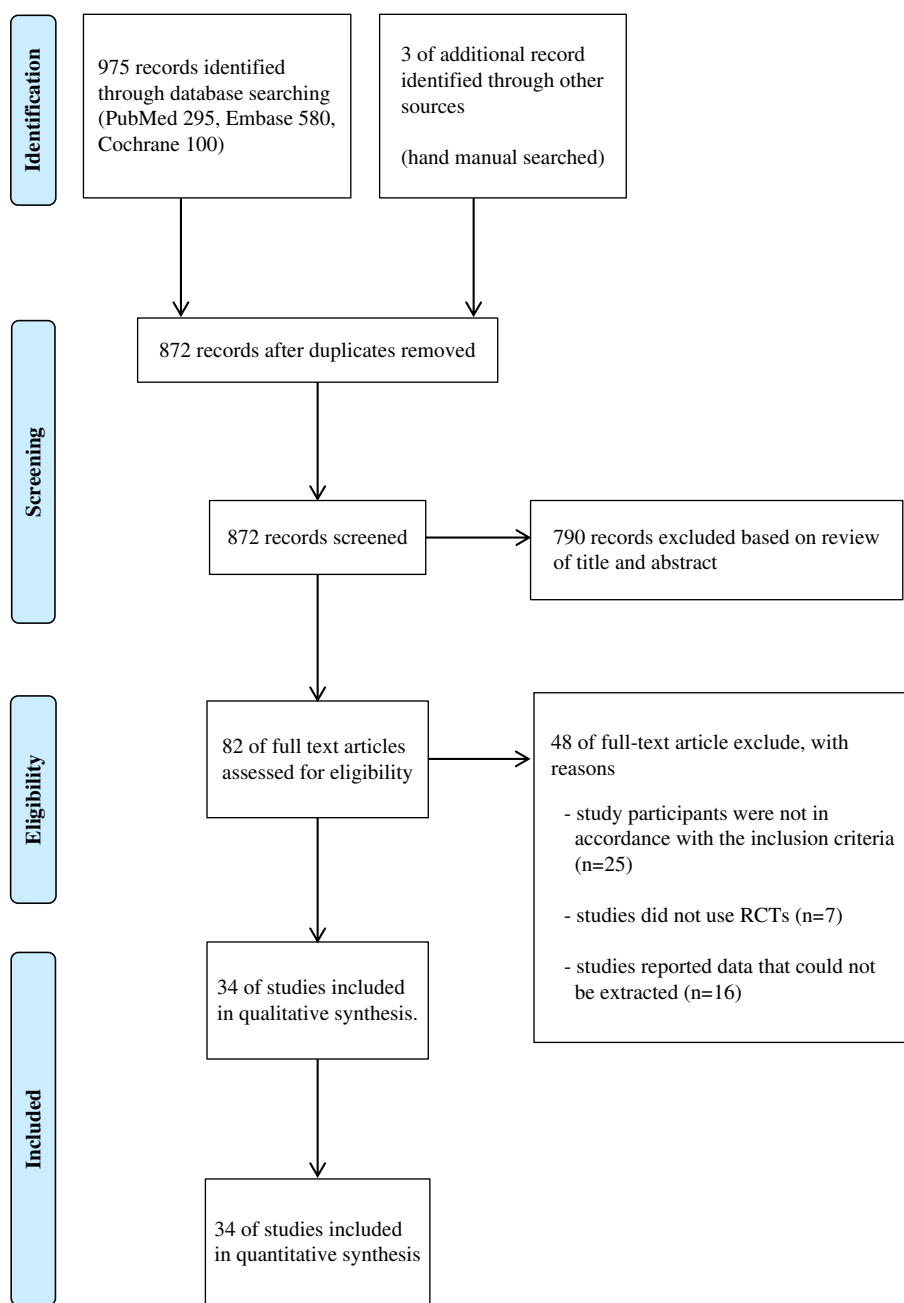 Identification
975 records identified
through database searching
(PubMed 295, Embase 580,
Cochrane 100)
3 of additional record
identified through other
sources
(hand manual searched)
Screening
872 records after duplicates removed
872 records screened
790 records excluded based on review
of title and abstract
Eligibility
82 of full text articles
assessed for eligibility
48 of full-text article exclude, with
reasons
- study participants were not in
accordance with the inclusion criteria
(n=25)
- studies did not use RCTs (n=7)
- studies reported data that could not
be extracted (n=16)
Included
34 of studies included
in qualitative synthesis.
34 of studies included
in quantitative synthesis